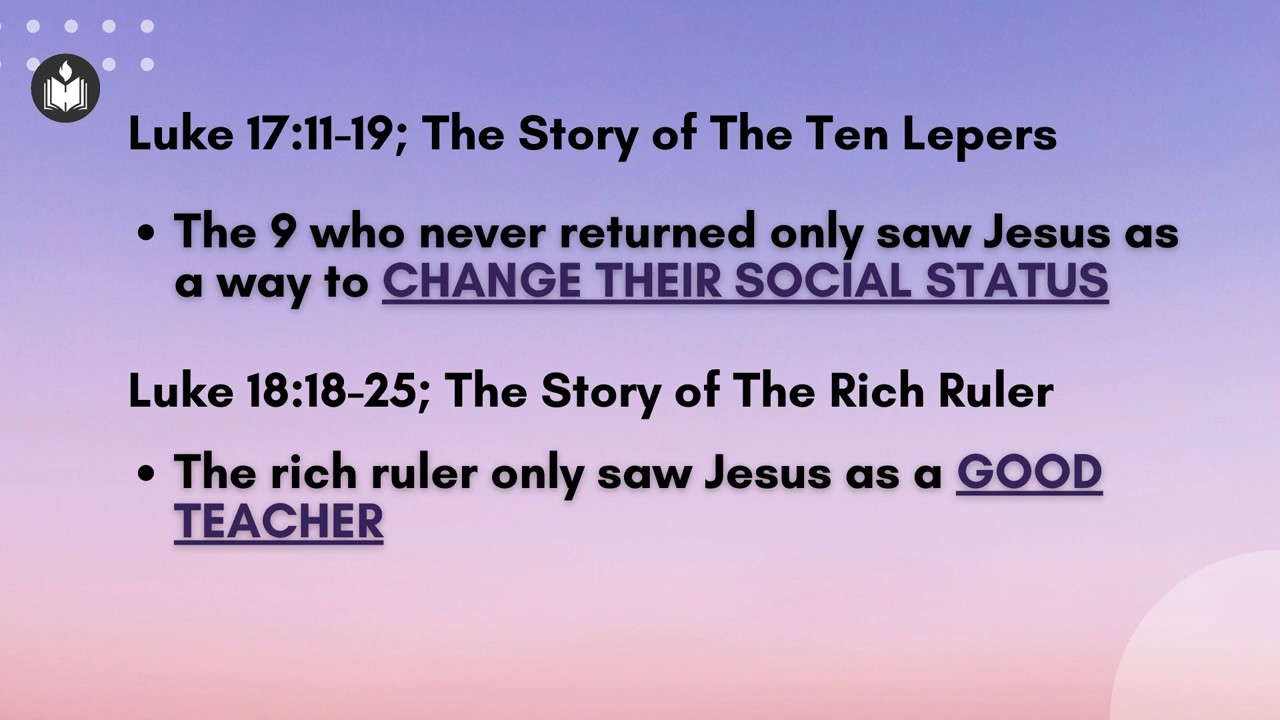 Luke 17:11-19; The Story of The Ten Lepers
• The 9 who never returned only saw Jesus as
a way to CHANGE THEIR SOCIAL STATUS
Luke 18:18-25; The Story of The Rich Ruler
• The rich ruler only saw Jesus as a GOOD
TEACHER